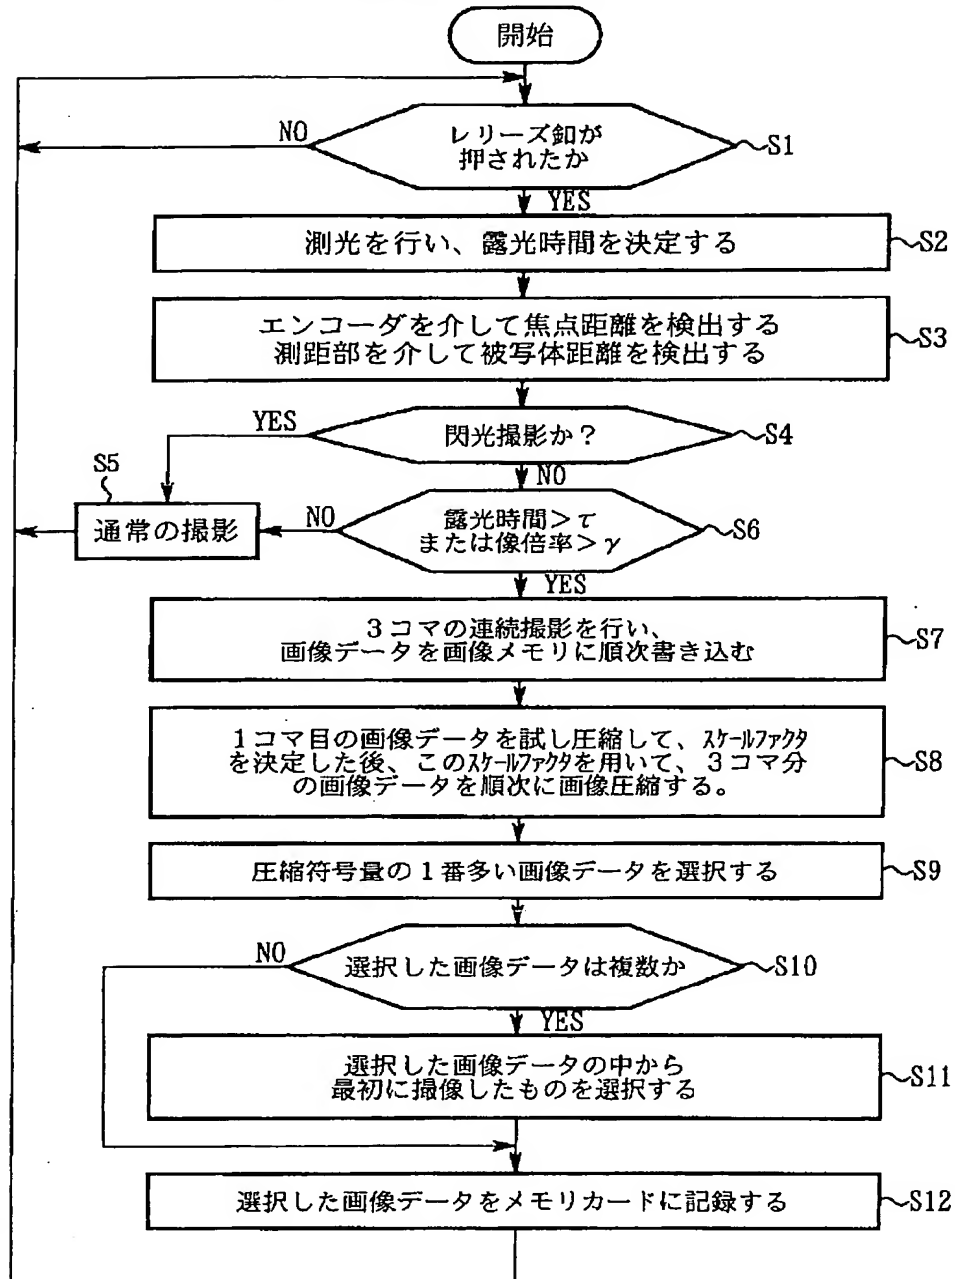 開始
レリーズ釦が
押されたか
NO
S1
YES
測光を行い、露光時間を決定する
S2
エンコーダを介して焦点距離を検出する
測距部を介して被写体距離を検出する
S3
YES
閃光撮影か？
S4
NO
S5
通常の撮影
NO
露光時間＞τ
または像倍率＞γ
S6
YES
３コマの連続撮影を行い、
画像データを画像メモリに順次書き込む
S7
１コマ目の画像データを試し圧縮して、ｽｹｰﾙﾌｧｸﾀ
を決定した後、このｽｹｰﾙﾌｧｸﾀを用いて、３コマ分
の画像データを順次に画像圧縮する。
S8
圧縮符号量の１番多い画像データを選択する
S9
NO
選択した画像データは複数か
S10
YES
選択した画像データの中から
最初に撮像したものを選択する
S11
選択した画像データをメモリカードに記録する
S12